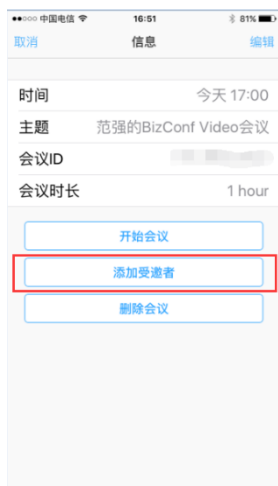 中国电信 16:51 81%
取消 信息 编辑
时间 今天 17:00
主题 范强的BizConf Video会议
会议ID
会议时长 1 hour
开始会议
添加受邀者
删除会议